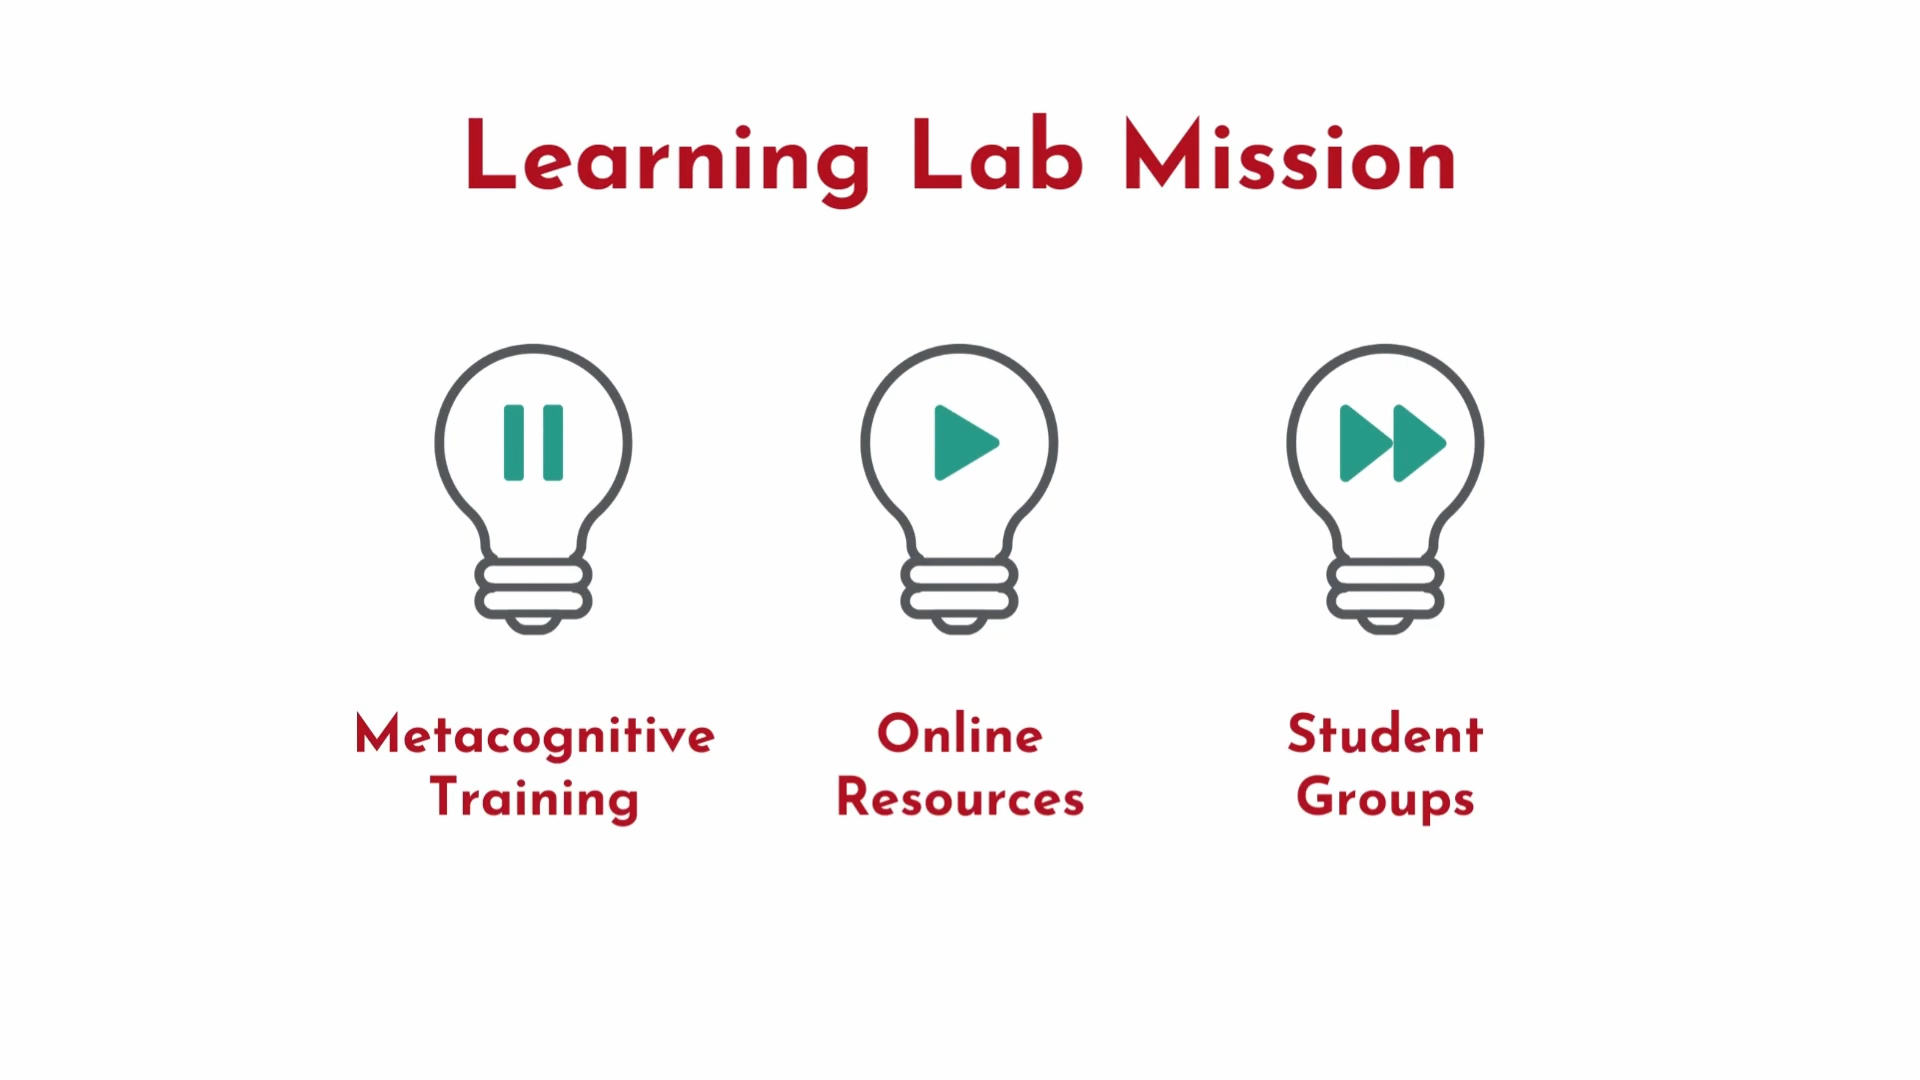 Learning Lab Mission
Metacognitive
Training
Online
Resources
Student
Groups